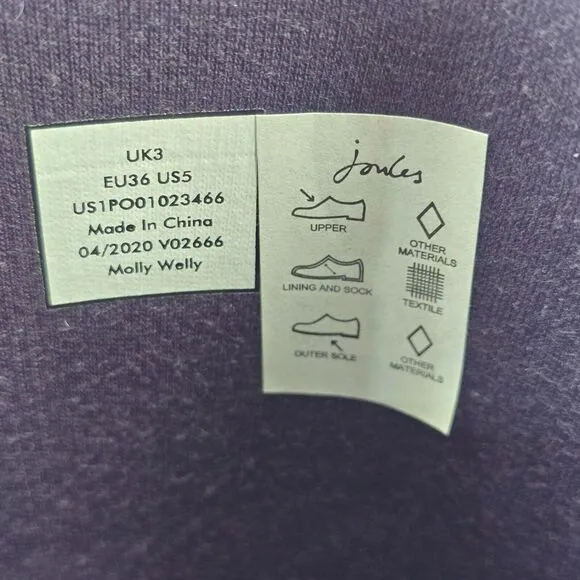 UK3
EU36 US5
US1PO01023466
Made In China
04/2020 V02666
Molly Welly
joules
UPPER
OTHER
MATERIALS
LINING AND SOCK
TEXTILE
OUTER SOLE
OTHER
MATERIALS